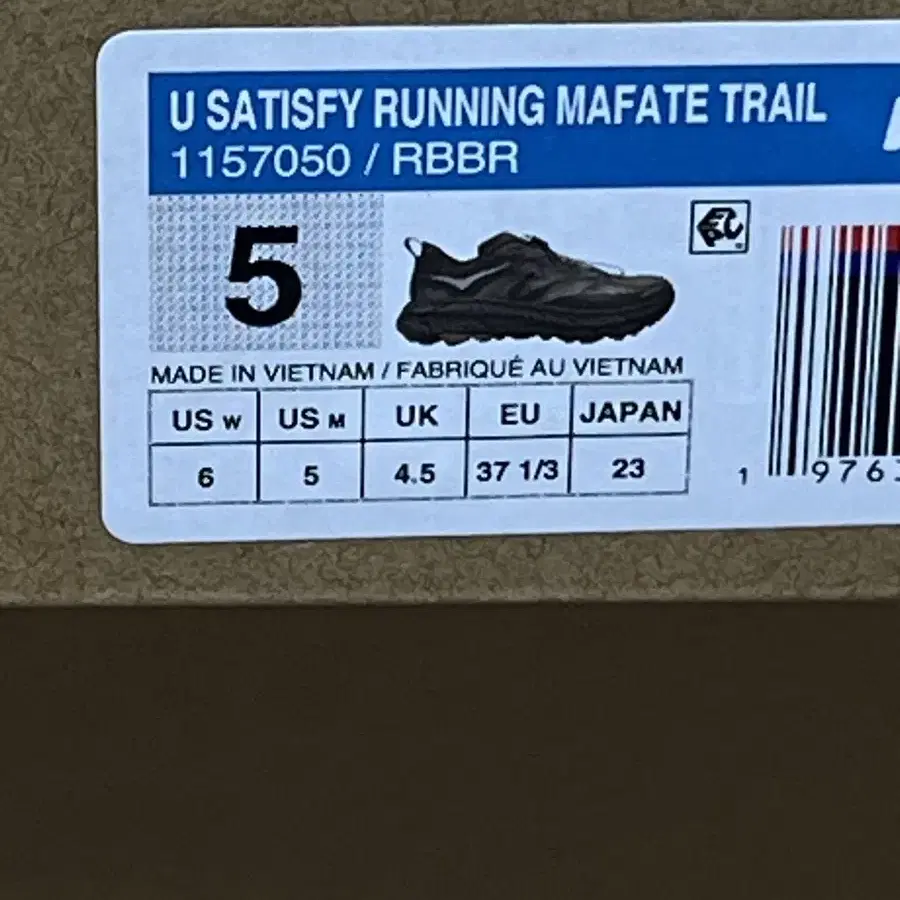 U SATISFY RUNNING MAFATE TRAIL
1157050 / RBBR
5
MADE IN VIETNAM / FABRIQUÉ AU VIETNAM
US W US M UK EU JAPAN
6 5 4.5 37 1/3 23
1 976